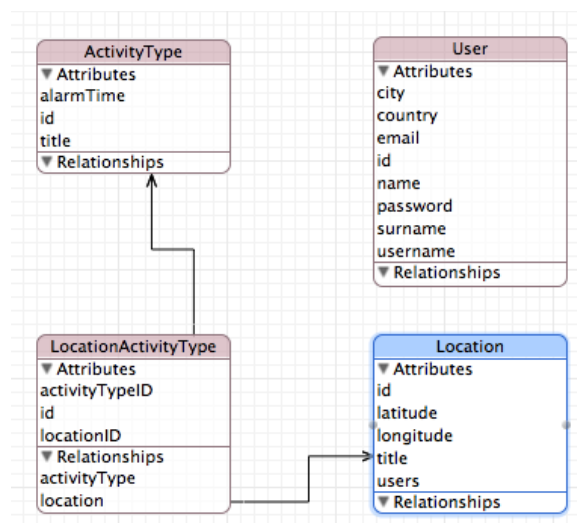 ActivityType
▼ Attributes
alarmTime
id
title
▼ Relationships
User
▼ Attributes
city
country
email
id
name
password
surname
username
▼ Relationships
LocationActivityType
▼ Attributes
activityTypeID
id
locationID
▼ Relationships
activityType
location
Location
▼ Attributes
id
latitude
longitude
title
users
▼ Relationships